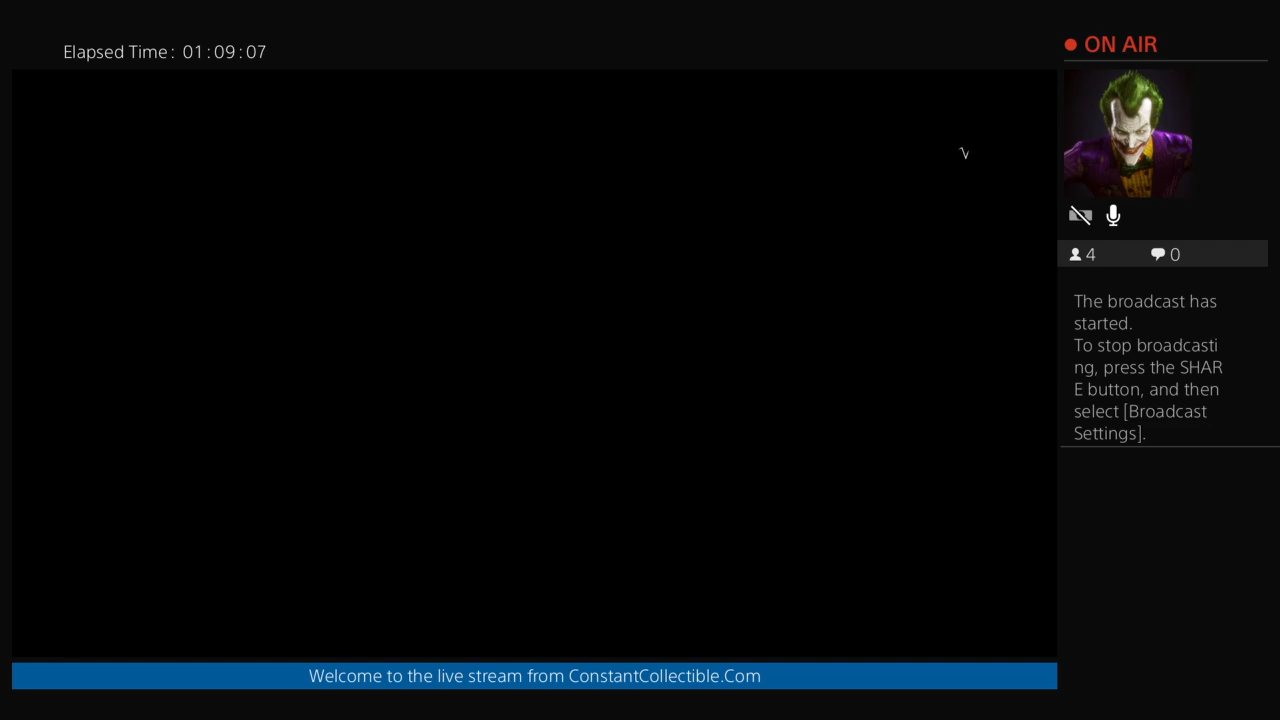 Elapsed Time: 01:09:07
ON AIR
4 0
The broadcast has
started.
To stop broadcasti
ng, press the SHAR
E button, and then
select [Broadcast
Settings].
Welcome to the live stream from ConstantCollectible.Com